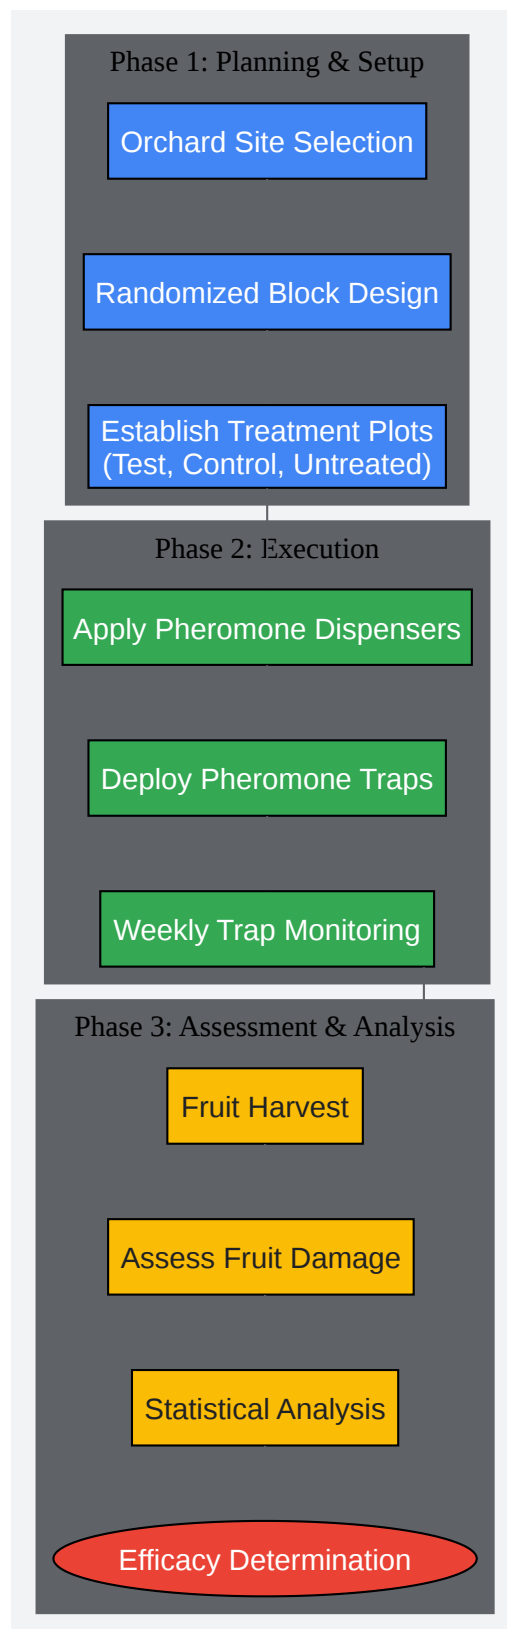 Phase 1: Planning & Setup
Orchard Site Selection
Randomized Block Design
Establish Treatment Plots
(Test, Control, Untreated)
Phase 2: Execution
Apply Pheromone Dispensers
Deploy Pheromone Traps
Weekly Trap Monitoring
Phase 3: Assessment & Analysis
Fruit Harvest
Assess Fruit Damage
Statistical Analysis
Efficacy Determination